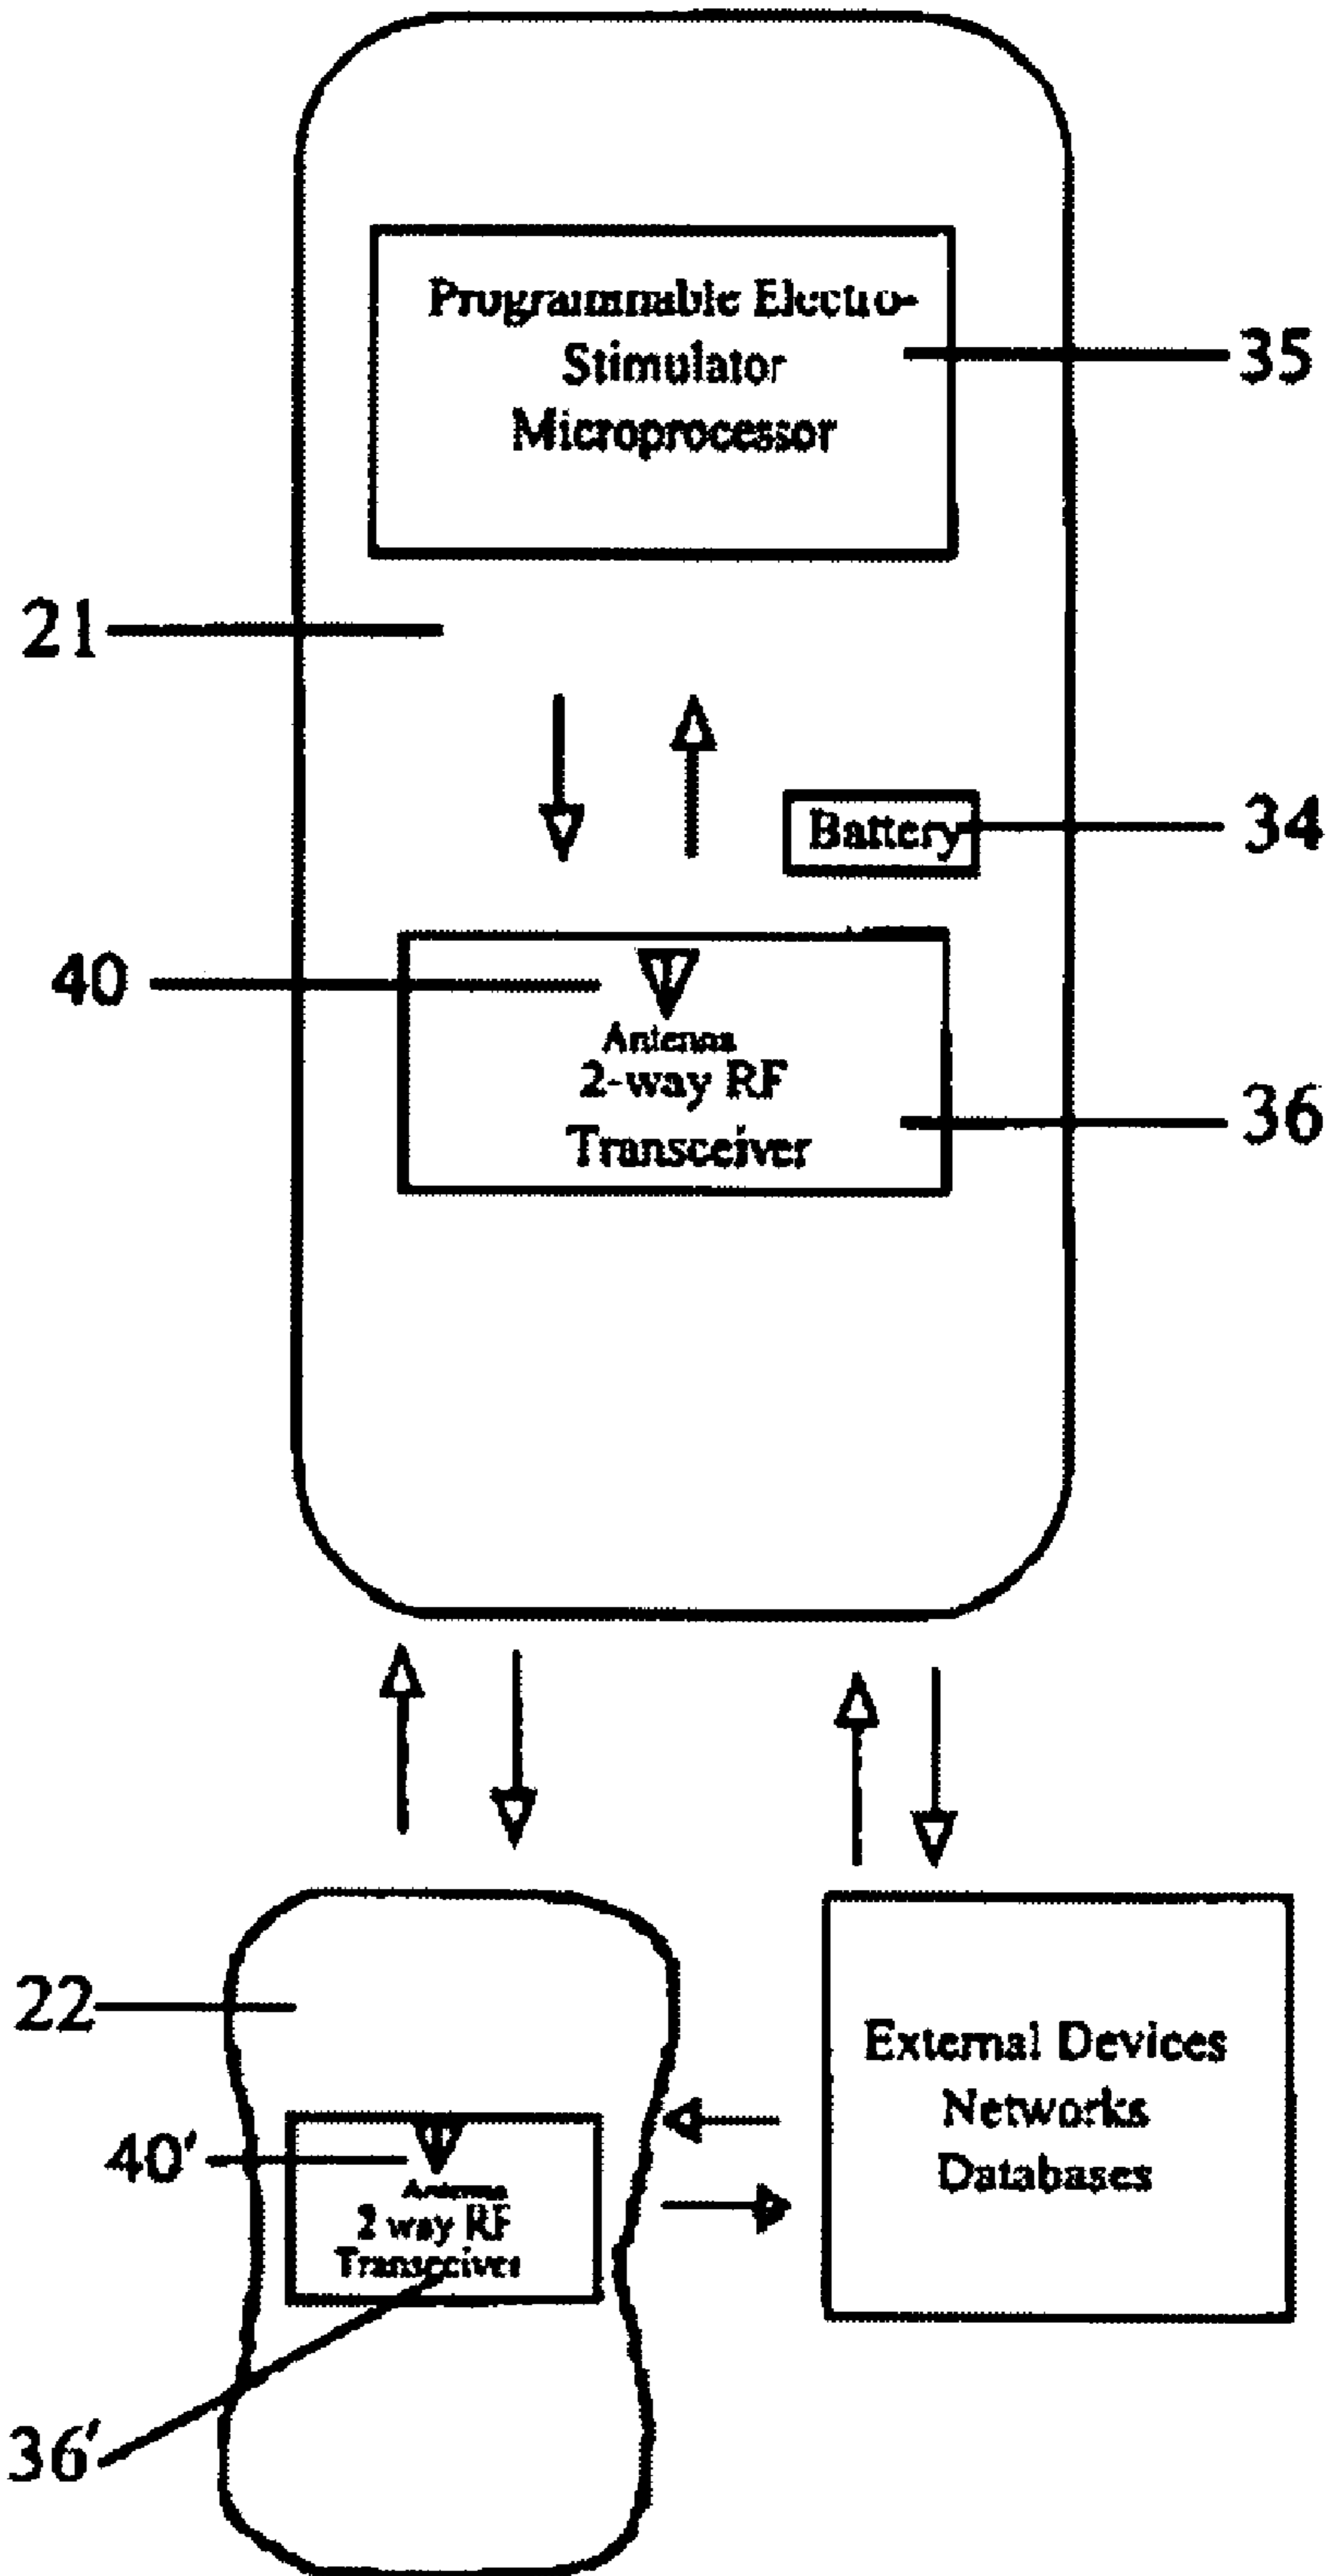 Programmable Electro-
Stimulator
Microprocessor
35
21
Battery
34
40
Antenna
2-way RF
Transceiver
36
22
External Devices
Networks
Databases
40'
Antenna
2 way RF
Transceiver
36'